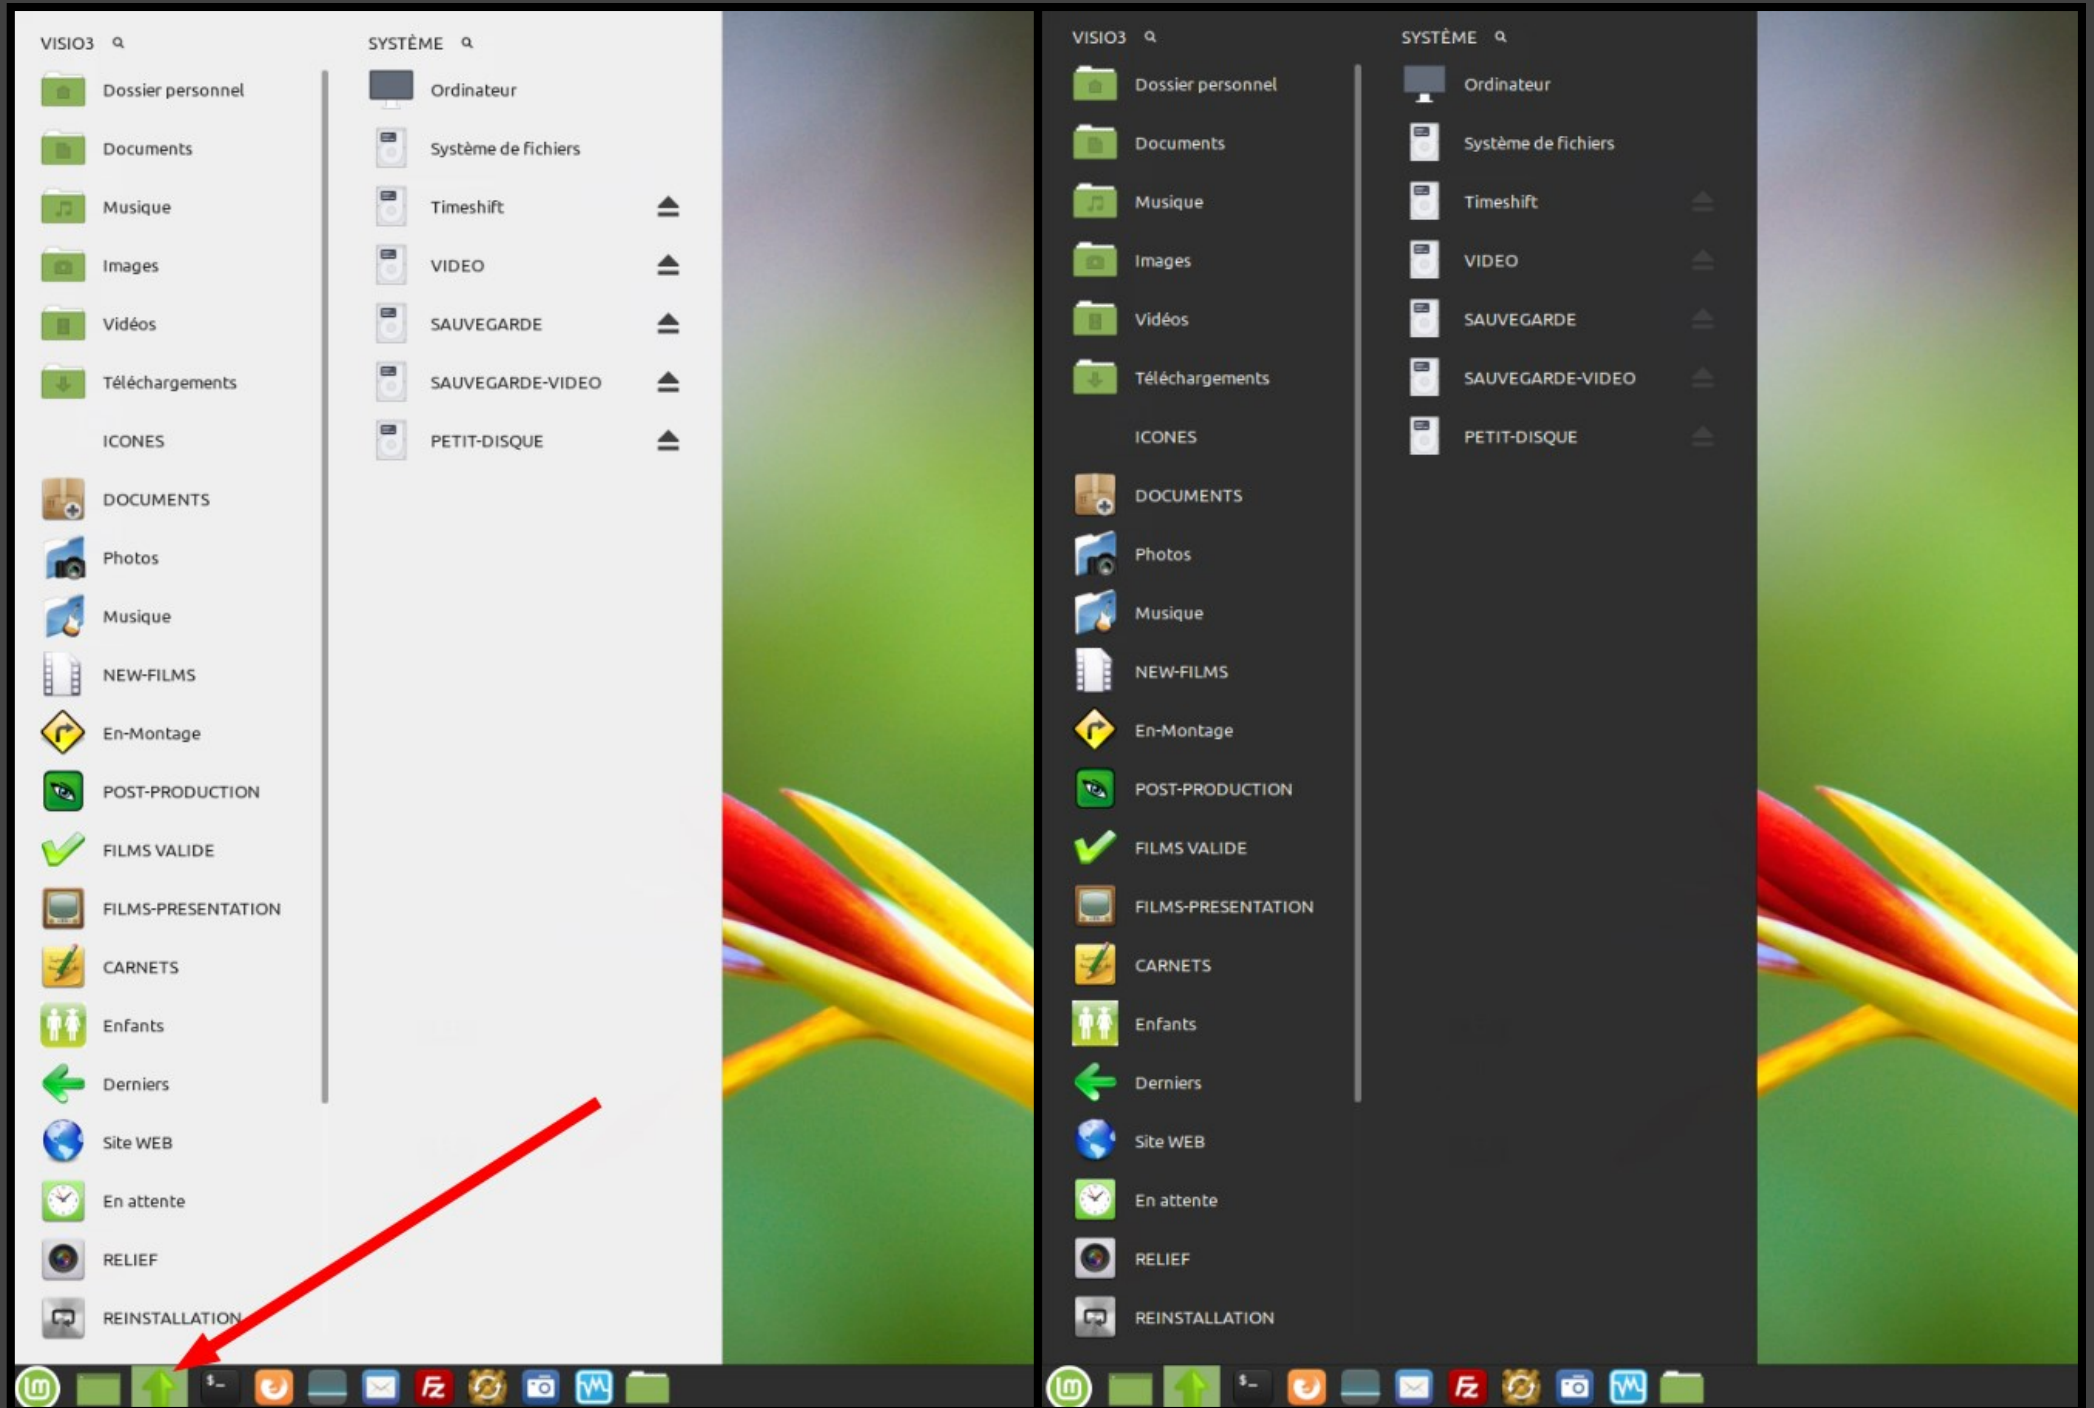 VISIO3
Dossier personnel
Documents
Musique
Images
Vidéos
Téléchargements
ICONES
DOCUMENTS
Photos
Musique
NEW-FILMS
En-Montage
POST-PRODUCTION
FILMS VALIDE
FILMS-PRESENTATION
CARNETS
Enfants
Derniers
Site WEB
En attente
RELIEF
REINSTALLATION
SYSTÈME
Ordinateur
Système de fichiers
Timeshift
VIDEO
SAUVEGARDE
SAUVEGARDE-VIDEO
PETIT-DISQUE
$_
Fz
VISIO3
Dossier personnel
Documents
Musique
Images
Vidéos
Téléchargements
ICONES
DOCUMENTS
Photos
Musique
NEW-FILMS
En-Montage
POST-PRODUCTION
FILMS VALIDE
FILMS-PRESENTATION
CARNETS
Enfants
Derniers
Site WEB
En attente
RELIEF
REINSTALLATION
SYSTÈME
Ordinateur
Système de fichiers
Timeshift
VIDEO
SAUVEGARDE
SAUVEGARDE-VIDEO
PETIT-DISQUE
$_
Fz